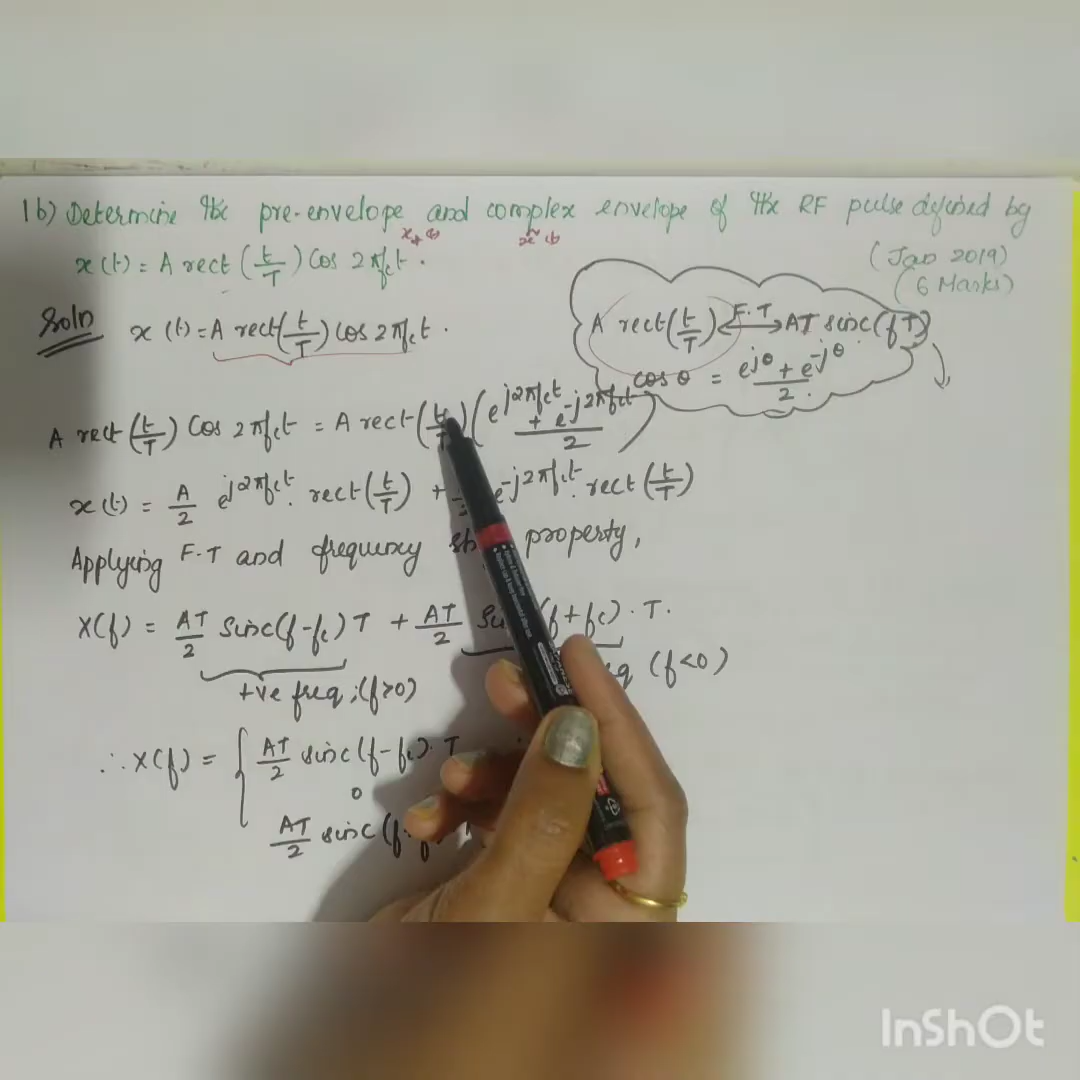 1b) Determine the pre-envelope and complex envelope of the RF pulse defined by
x₊(t) x̃(t)
x(t) = A rect(t/T) Cos 2πfct.
(Jan 2019)
(6 Marks)
Soln x(t) = A rect(t/T) cos 2πfct.
A rect(t/T) <-F.T-> AT sinc(fT)
cosθ = (e^jθ + e^-jθ)/2.
A rect(t/T) Cos 2πfct = A rect(t/T) ((e^j2πfct + e^-j2πfct)/2)
x(t) = A/2 e^j2πfct. rect(t/T) + e^-j2πfct. rect(t/T)
Applying F.T and frequency property,
X(f) = AT/2 Sinc(f-fc)T + AT/2 (f+fc).T.
+ve freq; (f>0) (f<0)
∴ X(f) = { AT/2 sinc(f-fc).T
0
AT/2 sinc(f
InShOt